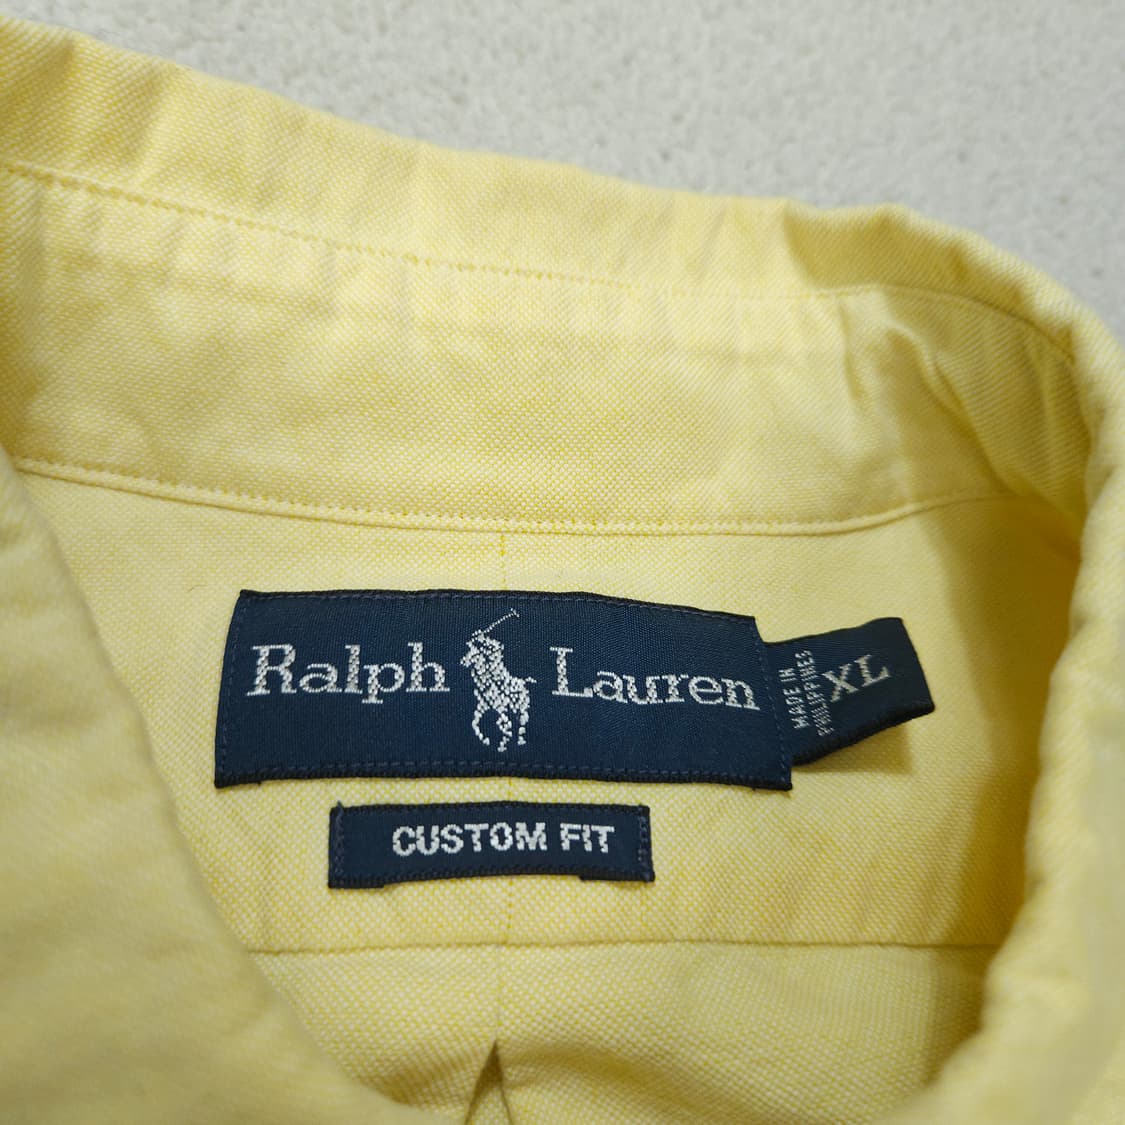 Ralph Lauren
MADE IN
PHILIPPINES
XL
CUSTOM FIT